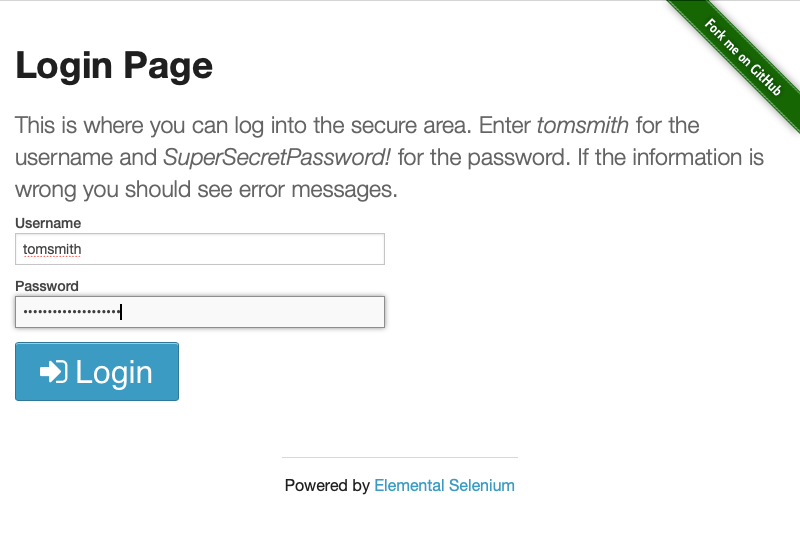 Fork me on GitHub
Login Page
This is where you can log into the secure area. Enter tomsmith for the
username and SuperSecretPassword! for the password. If the information is
wrong you should see error messages.
Username
tomsmith
Password
••••••••••••••••••••
Login
Powered by Elemental Selenium